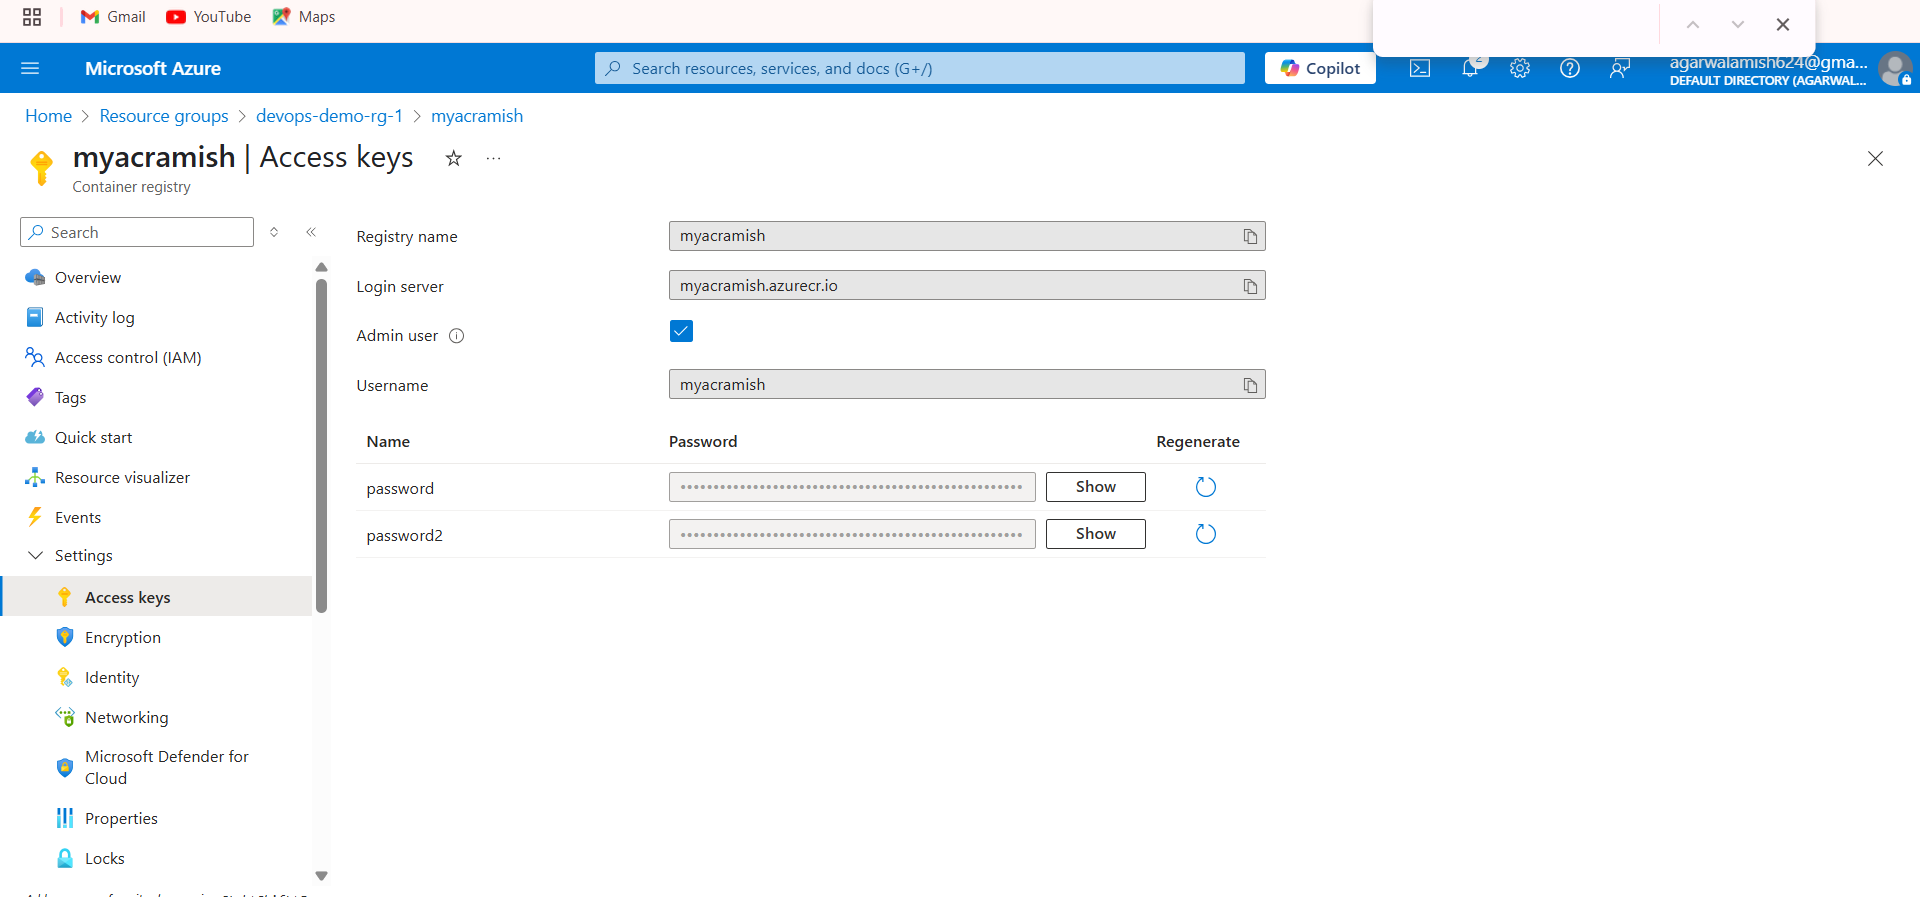 Gmail YouTube Maps
Microsoft Azure
Search resources, services, and docs (G+/)
Copilot
2
agarwalamish624@gma...
DEFAULT DIRECTORY (AGARWAL...
Home > Resource groups > devops-demo-rg-1 > myacramish
myacramish | Access keys
Container registry
Search
Overview
Activity log
Access control (IAM)
Tags
Quick start
Resource visualizer
Events
Settings
Access keys
Encryption
Identity
Networking
Microsoft Defender for
Cloud
Properties
Locks
Registry name myacramish
Login server myacramish.azurecr.io
Admin user
Username myacramish
Name Password Regenerate
password Show
password2 Show